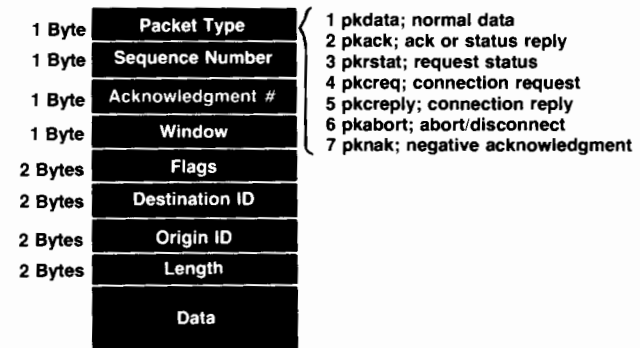 1 Byte Packet Type
1 Byte Sequence Number
1 Byte Acknowledgment #
1 Byte Window
2 Bytes Flags
2 Bytes Destination ID
2 Bytes Origin ID
2 Bytes Length
Data
1 pkdata; normal data
2 pkack; ack or status reply
3 pkrstat; request status
4 pkcreq; connection request
5 pkcreply; connection reply
6 pkabort; abort/disconnect
7 pknak; negative acknowledgment